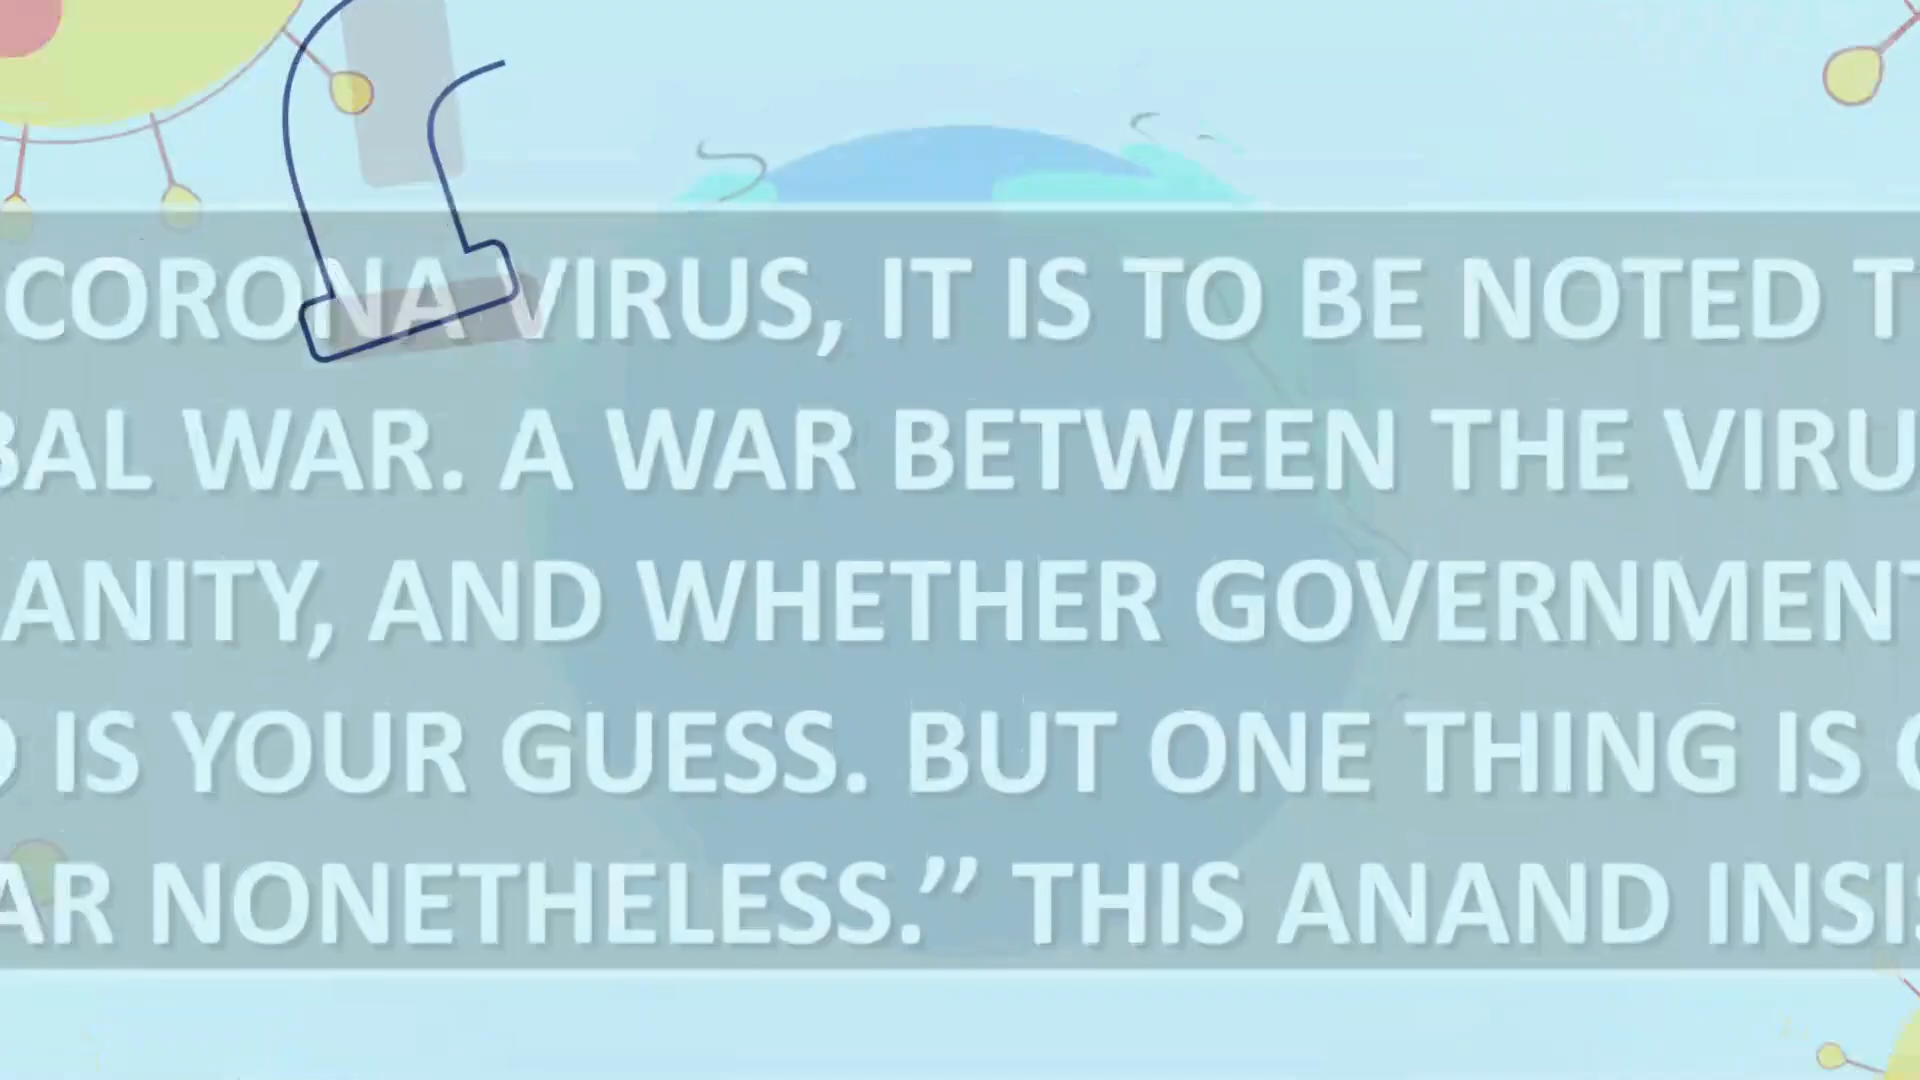 CORONA VIRUS, IT IS TO BE NOTED T
BAL WAR. A WAR BETWEEN THE VIRU
ANITY, AND WHETHER GOVERNMENT
IS YOUR GUESS. BUT ONE THING IS
AR NONETHELESS.” THIS ANAND INSIS